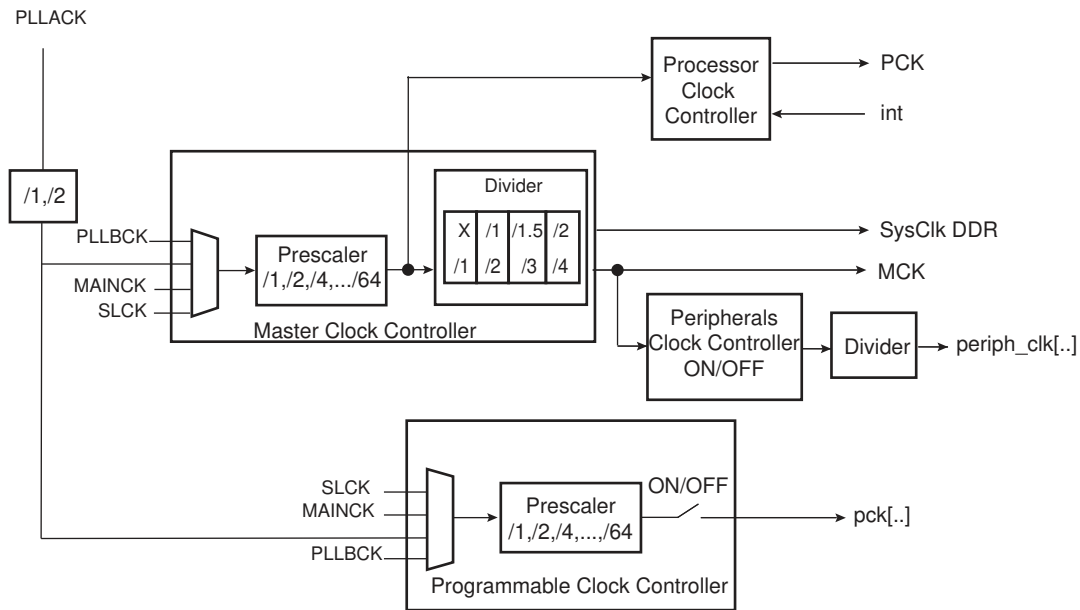 PLLACK
Processor
Clock
Controller
PCK
int
/1,/2
Divider
X /1 /1.5 /2
/1 /2 /3 /4
PLLBCK
MAINCK
SLCK
Prescaler
/1,/2,/4,.../64
Master Clock Controller
SysClk DDR
MCK
Peripherals
Clock Controller
ON/OFF
Divider
periph_clk[..]
SLCK
MAINCK
PLLBCK
Prescaler
/1,/2,/4,...,/64
ON/OFF
pck[..]
Programmable Clock Controller